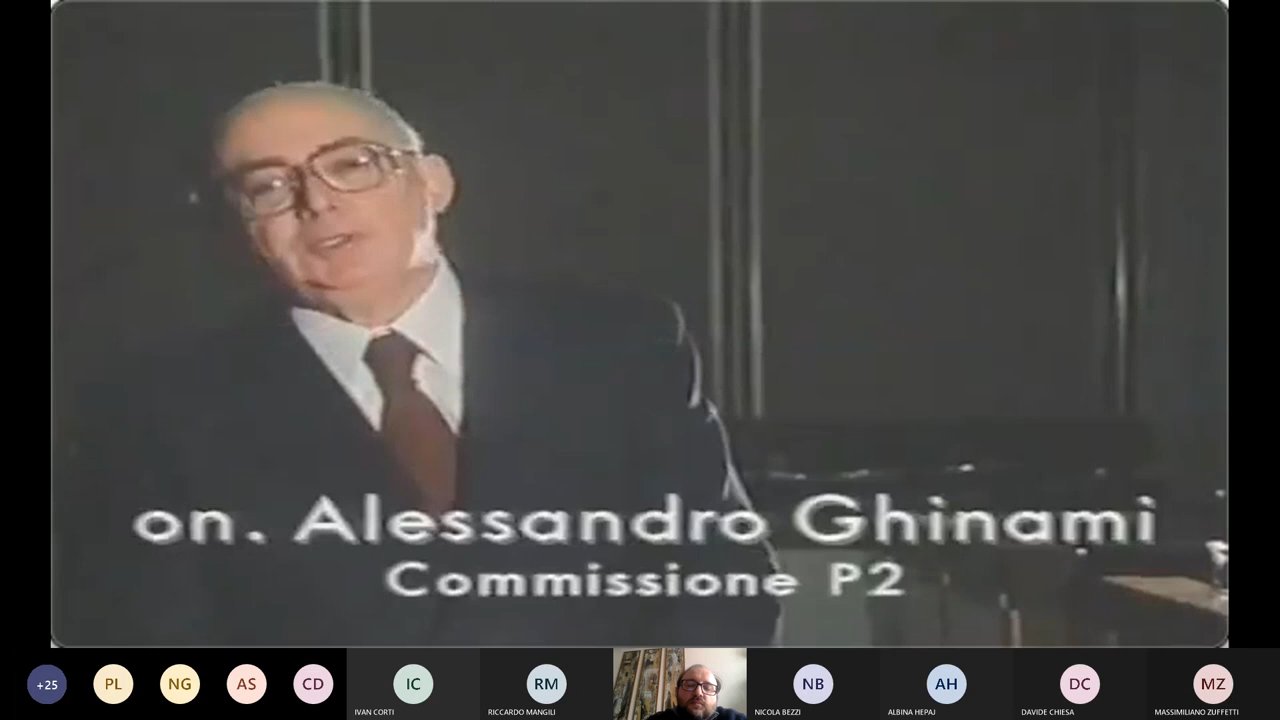 on. Alessandro Ghinami
Commissione P2
+25
PL
NG
AS
CD
IC
IVAN CORTI
RM
RICCARDO MANGILI
NB
NICOLA BEZZI
AH
ALBINA HEPAJ
DC
DAVIDE CHIESA
MZ
MASSIMILIANO ZUFFETTI